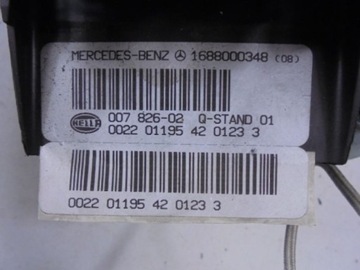 MERCEDES-BENZ 1688000348 (08)
HELLA 007 826-02 Q-STAND 01
0022 01195 42 0123 3
0022 01195 42 0123 3